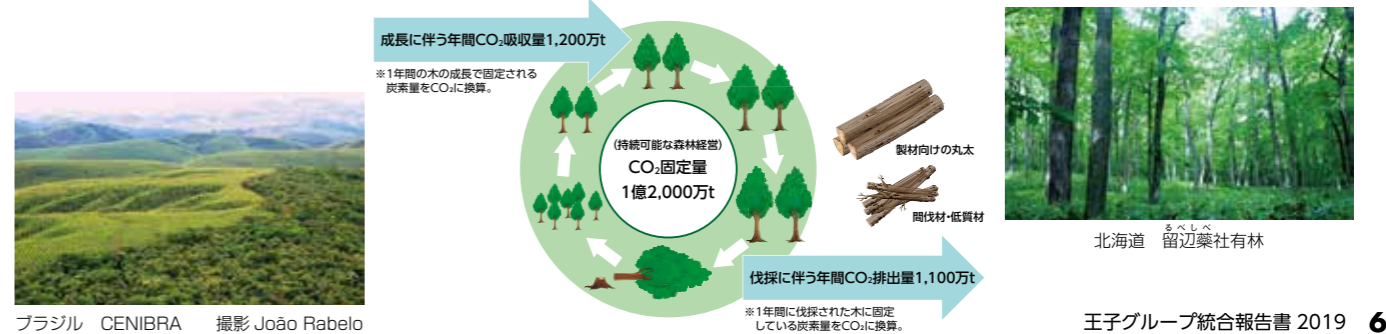 成長に伴う年間CO₂吸収量1,200万t
※1年間の木の成長で固定される
炭素量をCO₂に換算。
(持続可能な森林経営)
CO₂固定量
1億2,000万t
製材向けの丸太
間伐材・低質材
伐採に伴う年間CO₂排出量1,100万t
※1年間に伐採された木に固定
している炭素量をCO₂に換算。
ブラジル CENIBRA 撮影 João Rabelo
るべしべ
北海道 留辺蘂社有林
王子グループ統合報告書 2019 6